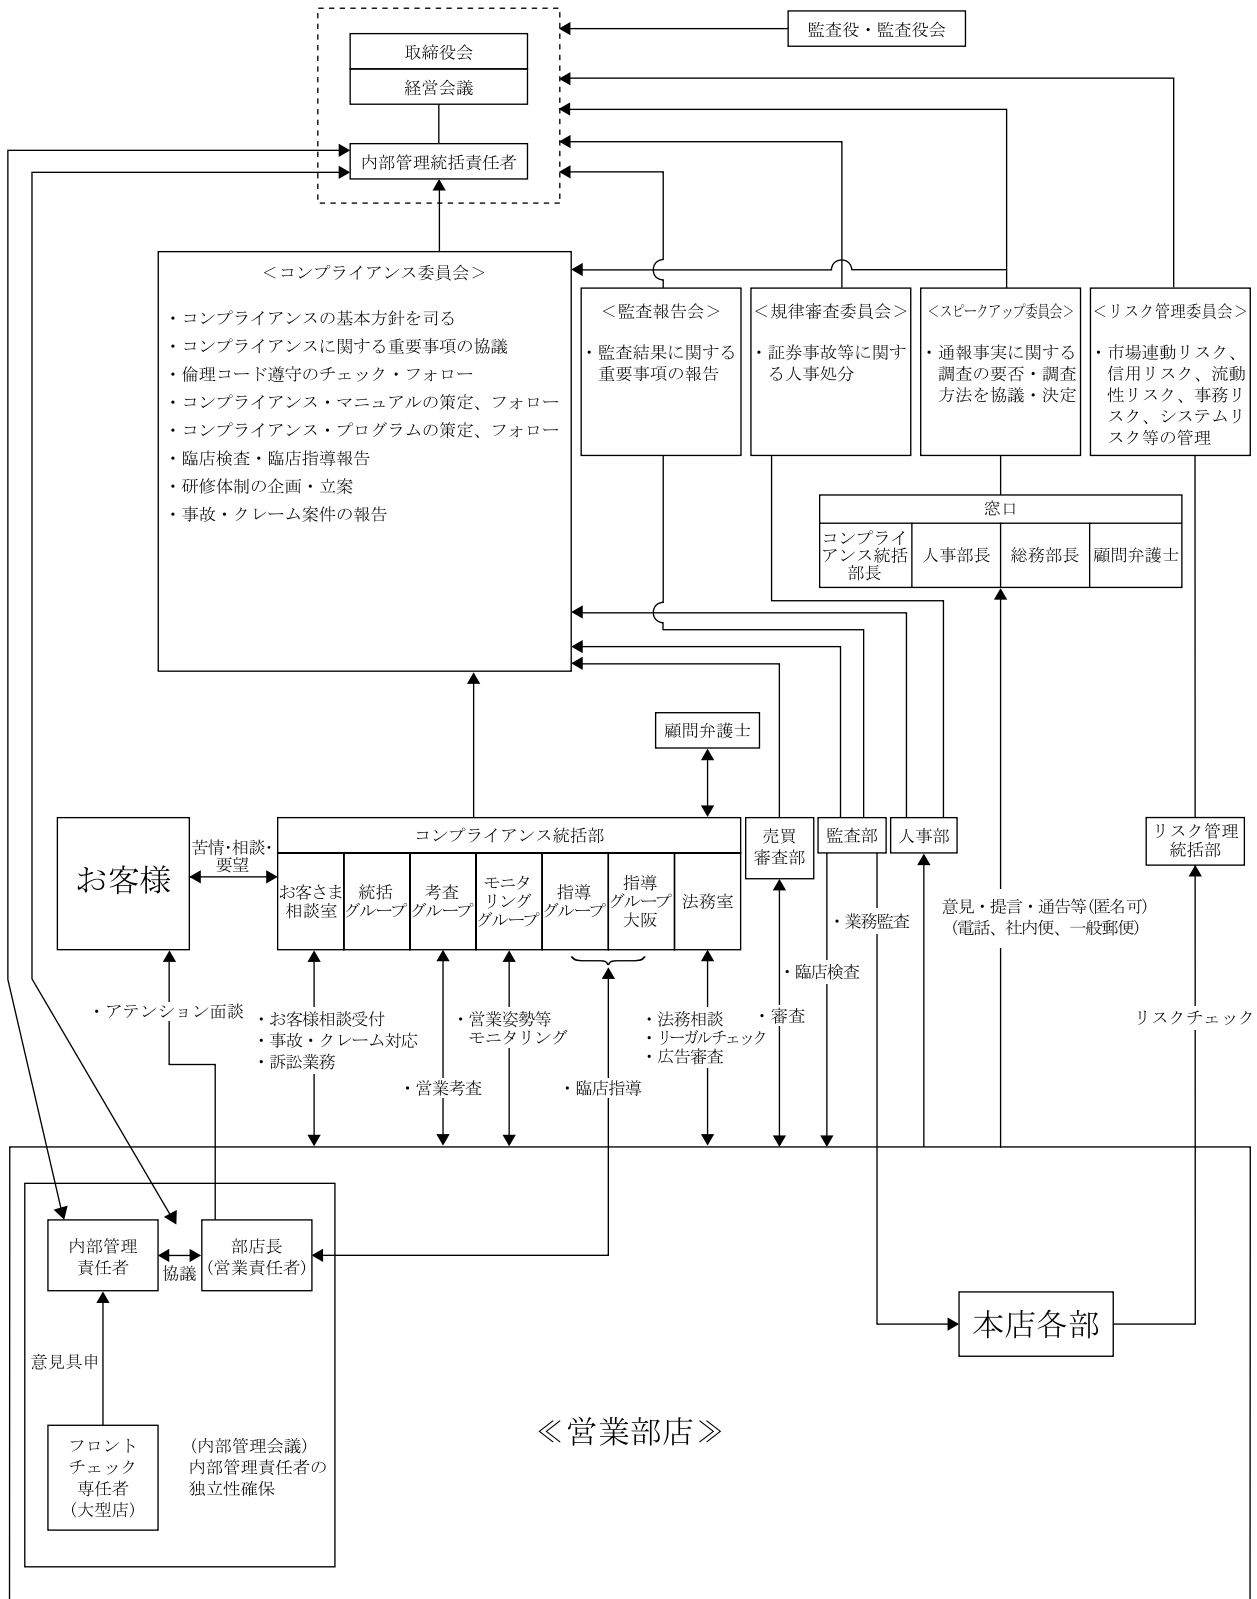 監査役・監査役会
取締役会
経営会議
内部管理統括責任者
＜コンプライアンス委員会＞
・コンプライアンスの基本方針を司る
・コンプライアンスに関する重要事項の協議
・倫理コード遵守のチェック・フォロー
・コンプライアンス・マニュアルの策定、フォロー
・コンプライアンス・プログラムの策定、フォロー
・臨店検査・臨店指導報告
・研修体制の企画・立案
・事故・クレーム案件の報告
＜監査報告会＞
・監査結果に関する
重要事項の報告
＜規律審査委員会＞
・証券事故等に関す
る人事処分
＜スピークアップ委員会＞
・通報事実に関する
調査の要否・調査
方法を協議・決定
＜リスク管理委員会＞
・市場連動リスク、
信用リスク、流動
性リスク、事務リ
スク、システムリ
スク等の管理
窓口
コンプライ
アンス統括
部長
人事部長
総務部長
顧問弁護士
顧問弁護士
お客様
苦情・相談・
要望
コンプライアンス統括部
お客さま
相談室
統括
グループ
考査
グループ
モニタ
リング
グループ
指導
グループ
指導
グループ
大阪
法務室
売買
審査部
監査部
人事部
リスク管理
統括部
・業務監査
意見・提言・通告等（匿名可）
（電話、社内便、一般郵便）
・臨店検査
・アテンション面談
・お客様相談受付
・事故・クレーム対応
・訴訟業務
・営業考査
・営業姿勢等
モニタリング
・臨店指導
・法務相談
・リーガルチェック
・広告審査
・審査
リスクチェック
内部管理
責任者
協議
部店長
（営業責任者）
意見具申
本店各部
フロント
チェック
専任者
（大型店）
（内部管理会議）
内部管理責任者の
独立性確保
≪営業部店≫